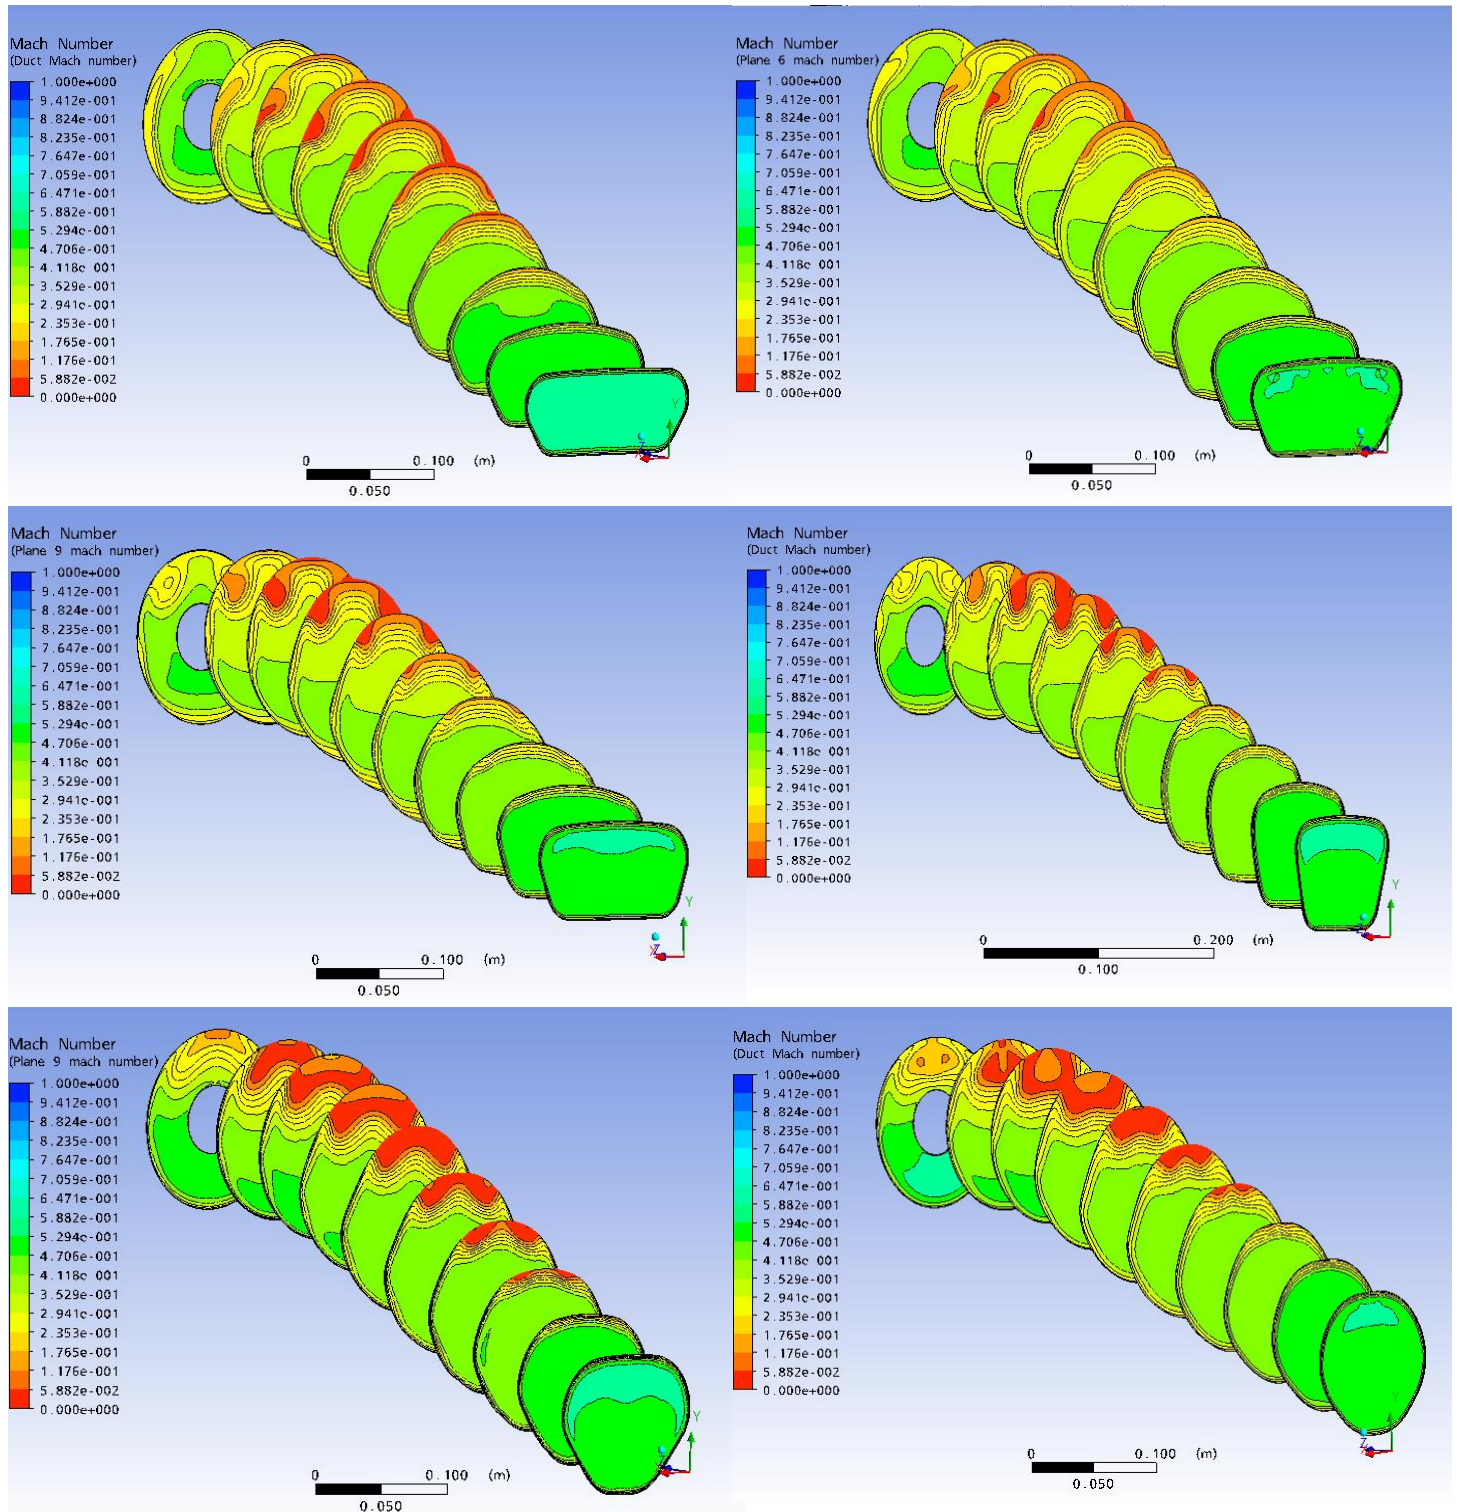 Mach Number
(Duct Mach number)
1.000e+000
9.412e-001
8.824e-001
8.235e-001
7.647e-001
7.059e-001
6.471e-001
5.882e-001
5.294c-001
4.706e-001
4.118c 001
3.529e-001
2.941c-001
2.353e-001
1.765e-001
1.176e-001
5.882e-002
0.000e+000
Y
Z
0 0.100 (m)
0.050
Mach Number
(Plane 6 mach number)
1.000e+000
9.412e-001
8.824e-001
8.235e-001
7.647e-001
7.059e-001
6.471e-001
5.882e-001
5.294c-001
4.706e-001
4.118c 001
3.529e-001
2.941c-001
2.353e-001
1.765e-001
1.176e-001
5.882e-002
0.000e+000
Z
0 0.100 (m)
0.050
Mach Number
(Plane 9 mach number)
1.000e+000
9.412e-001
8.824e-001
8.235e-001
7.647e-001
7.059e-001
6.471e-001
5.882e-001
5.294c-001
4.706e-001
4.118c 001
3.529e-001
2.941c-001
2.353e-001
1.765e-001
1.176e-001
5.882e-002
0.000e+000
Y
X Z
0 0.100 (m)
0.050
Mach Number
(Duct Mach number)
1.000e+000
9.412e-001
8.824e-001
8.235e-001
7.647e-001
7.059e-001
6.471e-001
5.882e-001
5.294c-001
4.706e-001
4.118c 001
3.529e-001
2.941c-001
2.353e-001
1.765e-001
1.176e-001
5.882e-002
0.000e+000
Y
Z
0 0.200 (m)
0.100
Mach Number
(Plane 9 mach number)
1.000e+000
9.412e-001
8.824e-001
8.235e-001
7.647e-001
7.059e-001
6.471e-001
5.882e-001
5.294c-001
4.706e-001
4.118c 001
3.529e-001
2.941c-001
2.353e-001
1.765e-001
1.176e-001
5.882e-002
0.000e+000
Y
Z
0 0.100 (m)
0.050
Mach Number
(Duct Mach number)
1.000e+000
9.412e-001
8.824e-001
8.235e-001
7.647e-001
7.059e-001
6.471e-001
5.882e-001
5.294c-001
4.706e-001
4.118c 001
3.529e-001
2.941c-001
2.353e-001
1.765e-001
1.176e-001
5.882e-002
0.000e+000
Y
Z
0 0.100 (m)
0.050